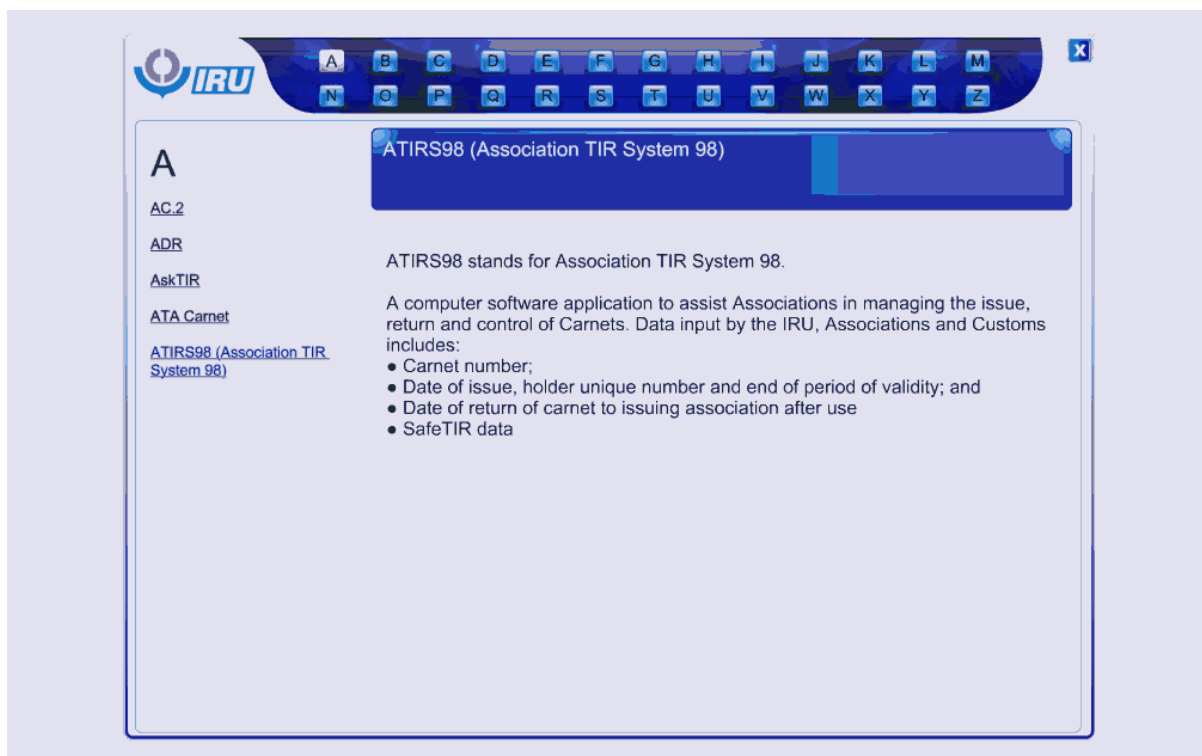 IRU
A B C D E F G H I J K L M
N O P Q R S T U V W X Y Z
X
A
AC.2
ADR
AskTIR
ATA Carnet
ATIRS98 (Association TIR
System 98)
ATIRS98 (Association TIR System 98)
ATIRS98 stands for Association TIR System 98.
A computer software application to assist Associations in managing the issue,
return and control of Carnets. Data input by the IRU, Associations and Customs
includes:
● Carnet number;
● Date of issue, holder unique number and end of period of validity; and
● Date of return of carnet to issuing association after use
● SafeTIR data